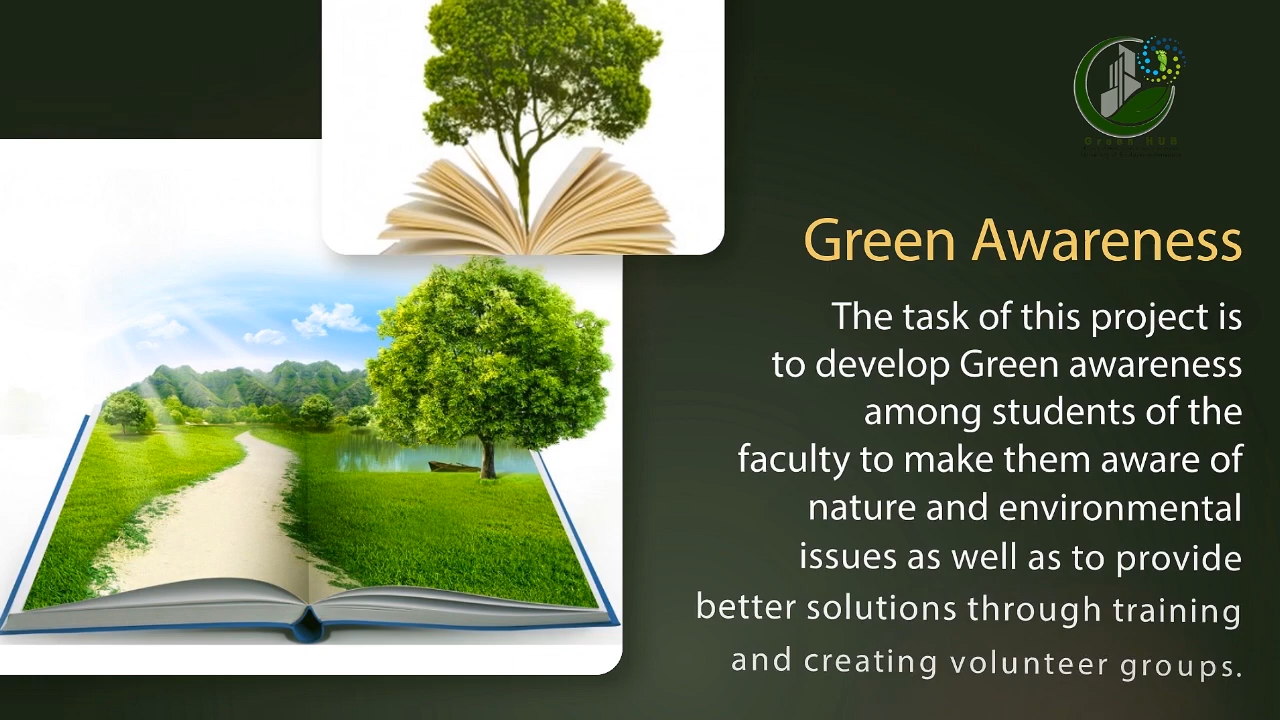 Green HUB
Green Awareness
The task of this project is
to develop Green awareness
among students of the
faculty to make them aware of
nature and environmental
issues as well as to provide
better solutions through training
and creating volunteer groups.